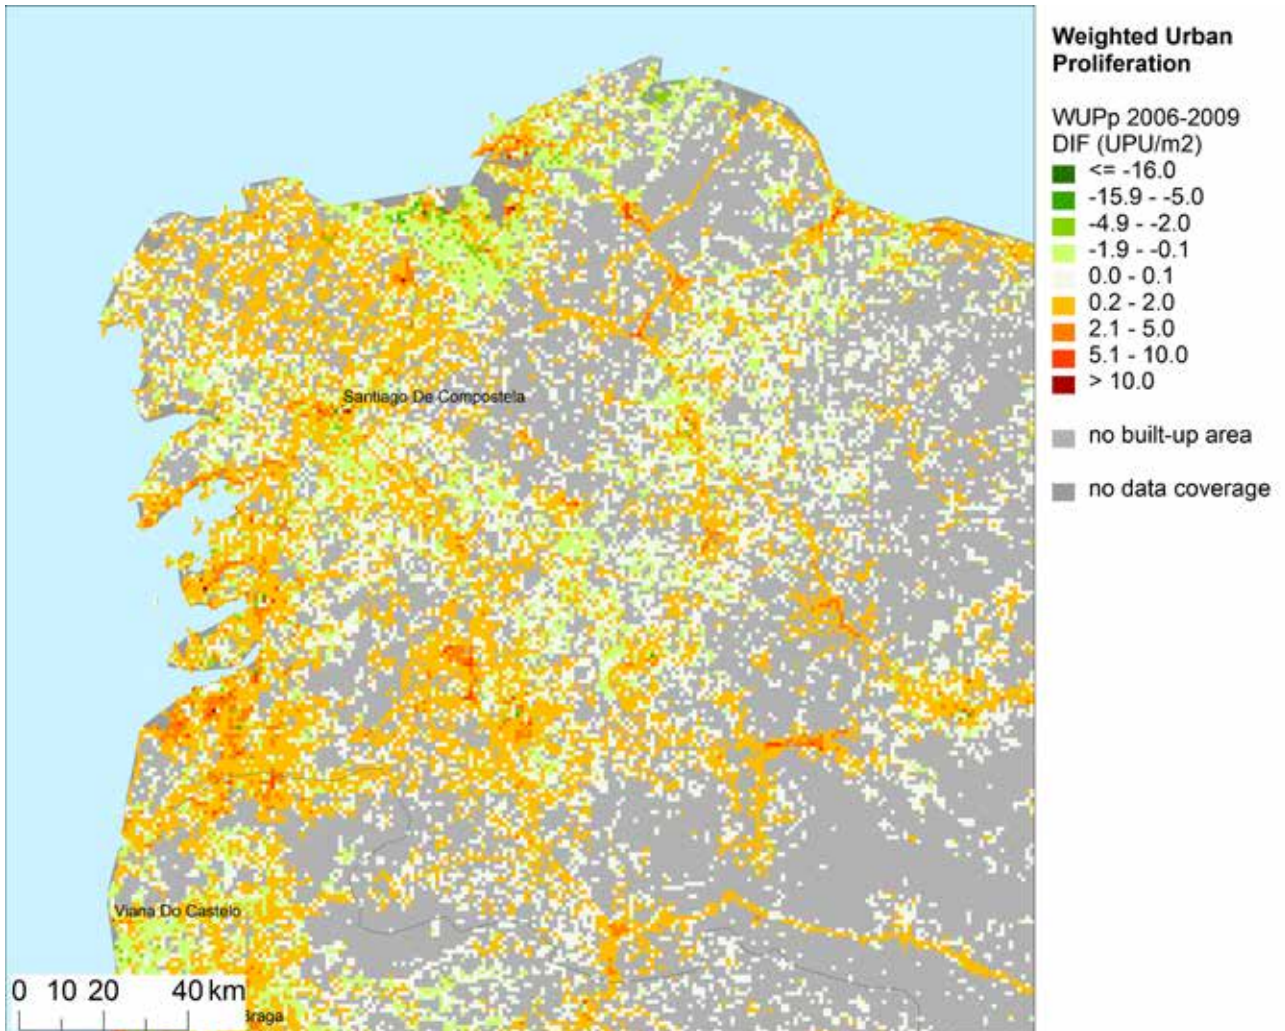 Weighted Urban
Proliferation
WUPp 2006-2009
DIF (UPU/m2)
<= -16.0
-15.9 - -5.0
-4.9 - -2.0
-1.9 - -0.1
0.0 - 0.1
0.2 - 2.0
2.1 - 5.0
5.1 - 10.0
> 10.0
no built-up area
no data coverage
Santiago De Compostela
Viana Do Castelo
0 10 20 40 km
Braga